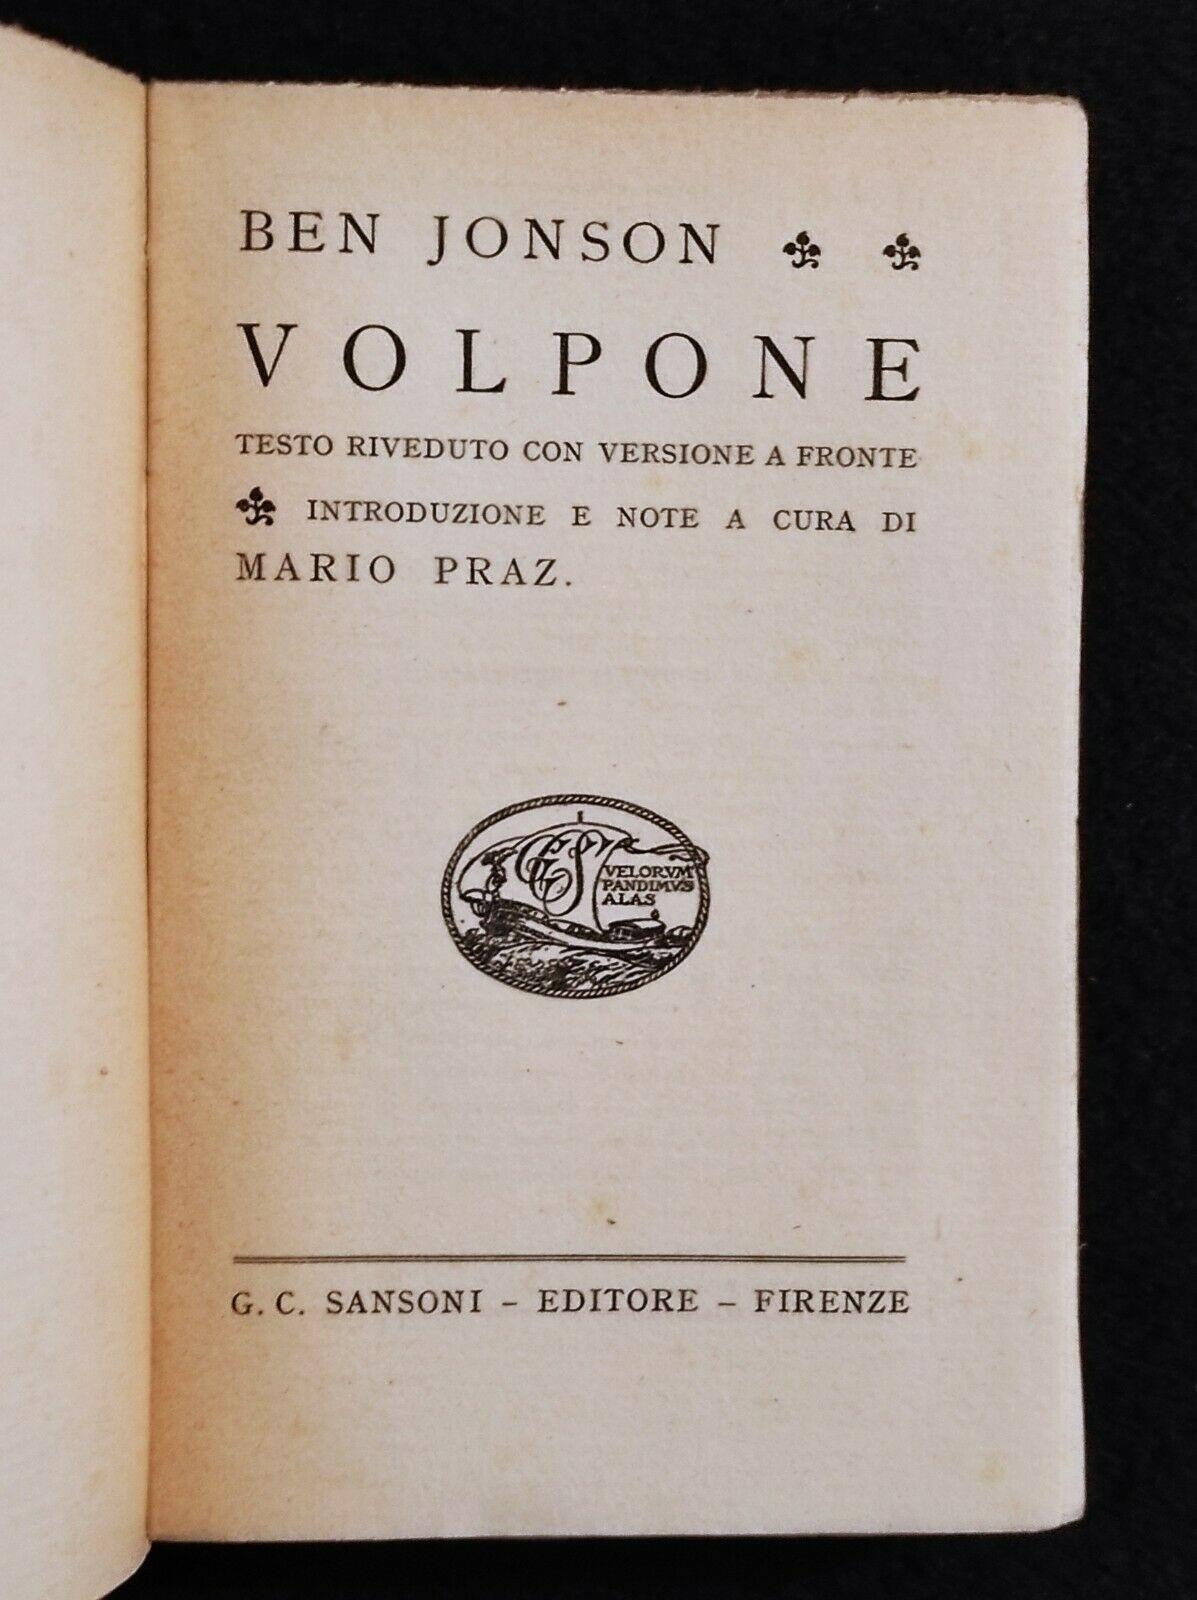 BEN JONSON
VOLPONE
TESTO RIVEDUTO CON VERSIONE A FRONTE
INTRODUZIONE E NOTE A CURA DI
MARIO PRAZ.
GCS
VELORVM
PANDIMVS
ALAS
G. C. SANSONI – EDITORE – FIRENZE